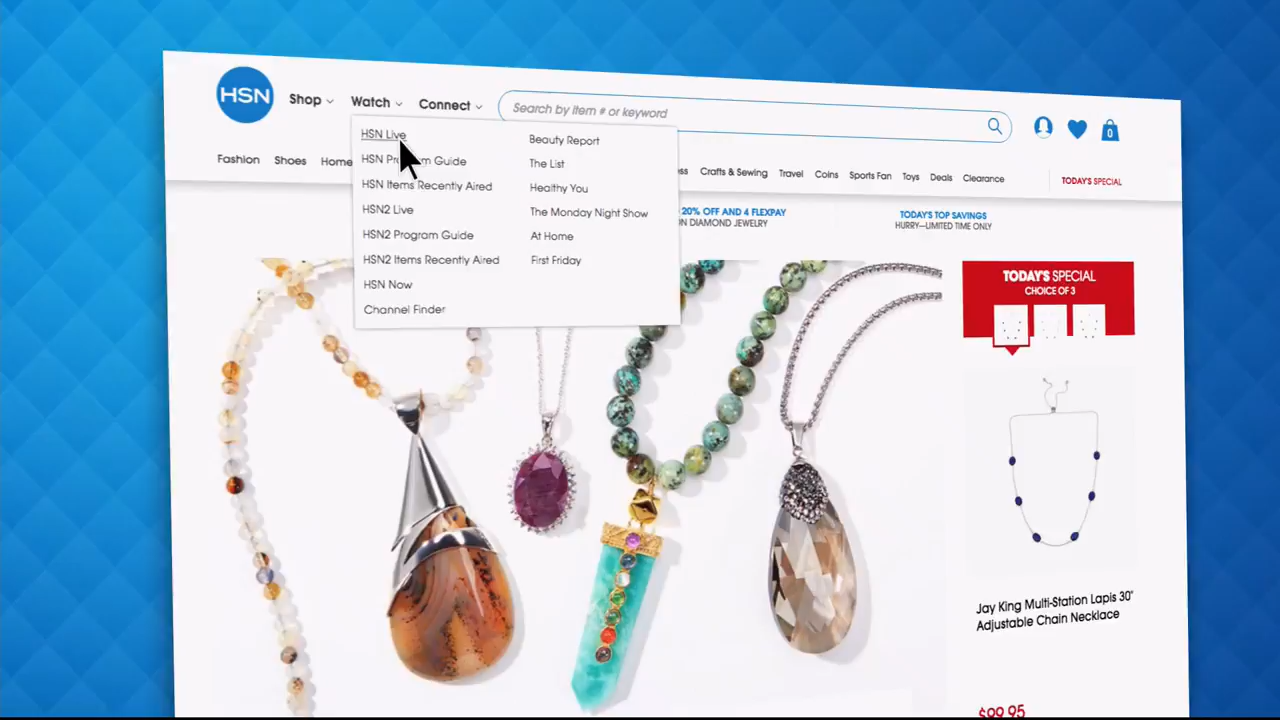 HSN
Shop
Watch
Connect
Search by item # or keyword
0
Fashion
Shoes
Home
Crafts & Sewing
Travel
Coins
Sports Fan
Toys
Deals
Clearance
TODAY'S SPECIAL
HSN Live
HSN Program Guide
HSN Items Recently Aired
HSN2 Live
HSN2 Program Guide
HSN2 Items Recently Aired
HSN Now
Channel Finder
Beauty Report
The List
Healthy You
The Monday Night Show
At Home
First Friday
20% OFF AND 4 FLEXPAY
ON DIAMOND JEWELRY
TODAY'S TOP SAVINGS
HURRY—LIMITED TIME ONLY
TODAY'S SPECIAL
CHOICE OF 3
Jay King Multi-Station Lapis 30"
Adjustable Chain Necklace
$99.95